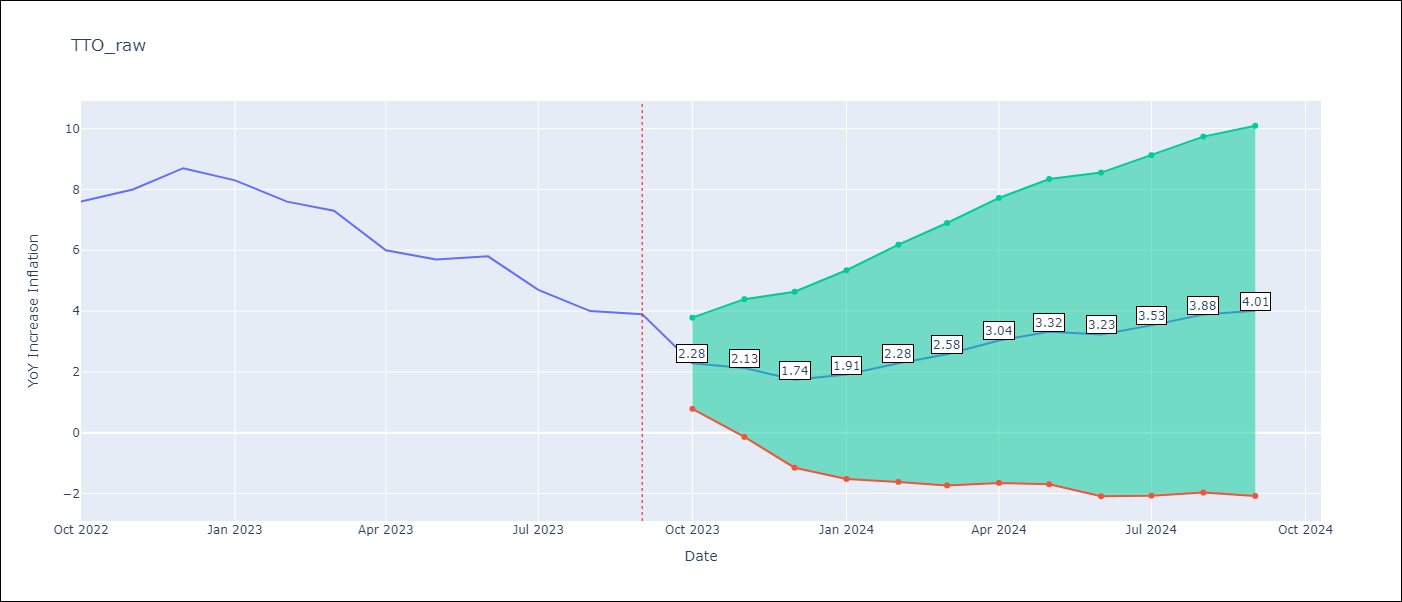 TTO_raw
YoY Increase Inflation
10
8
6
4
2
0
−2
2.28
2.13
1.74
1.91
2.28
2.58
3.04
3.32
3.23
3.53
3.88
4.01
Oct 2022
Jan 2023
Apr 2023
Jul 2023
Oct 2023
Jan 2024
Apr 2024
Jul 2024
Oct 2024
Date